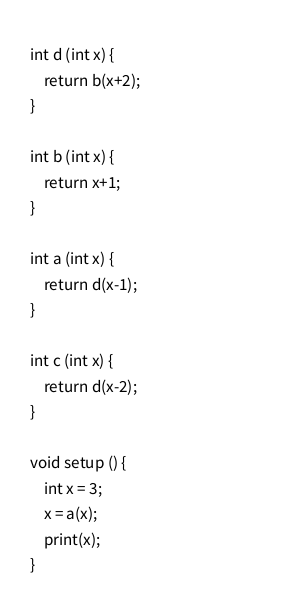 int d (int x) {
    return b(x+2);
}

int b (int x) {
    return x+1;
}

int a (int x) {
    return d(x-1);
}

int c (int x) {
    return d(x-2);
}

void setup () {
    int x = 3;
    x = a(x);
    print(x);
}